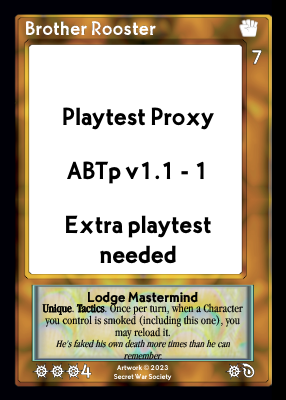 Brother Rooster
7
Playtest Proxy
ABTp v1.1 - 1
Extra playtest
needed
Lodge Mastermind
Unique. Tactics. Once per turn, when a Character
you control is smoked (including this one), you
may reload it.
He's faked his own death more times than he can
remember.
4
Artwork © 2023
Secret War Society